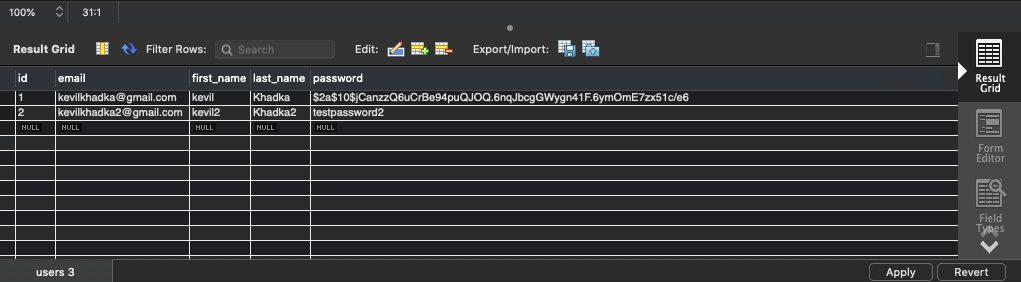 100% 31:1
Result Grid Filter Rows: Search Edit: Export/Import:
id email first_name last_name password
1 kevilkhadka@gmail.com kevil Khadka $2a$10$jCanzzQ6uCrBe94puQJOQ.6nqJbcgGWygn41F.6ymOmE7zx51c/e6
2 kevilkhadka2@gmail.com kevil2 Khadka2 testpassword2
NULL NULL NULL NULL NULL
Result
Grid
Form
Editor
Field
Types
users 3 Apply Revert